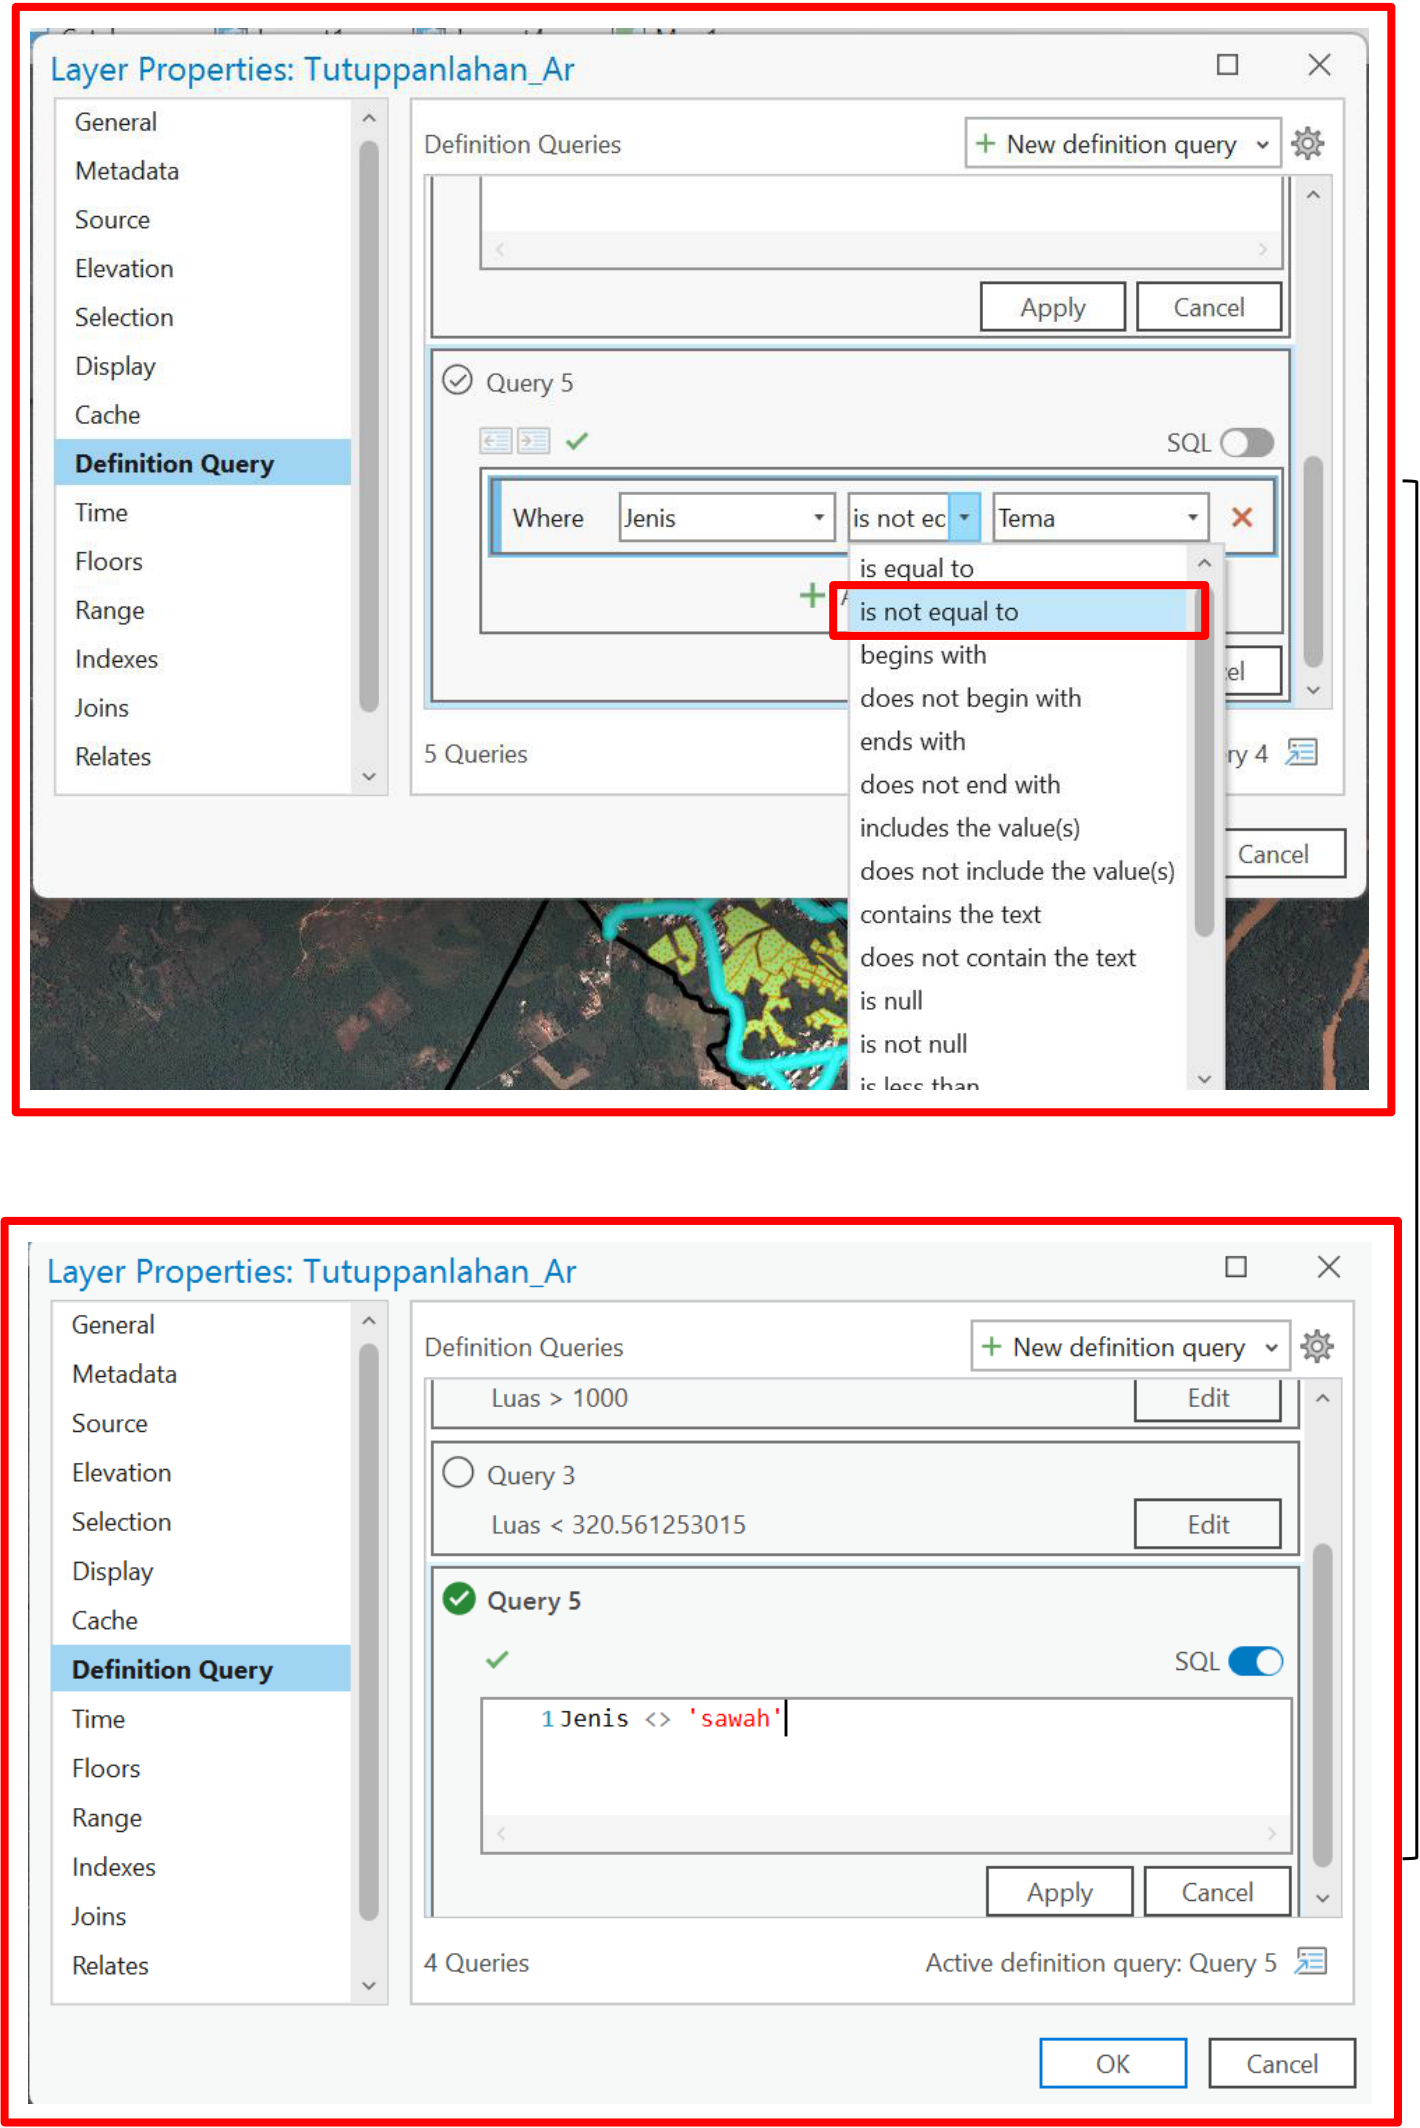 Layer Properties: Tutuppanlahan_Ar
General
Metadata
Source
Elevation
Selection
Display
Cache
Definition Query
Time
Floors
Range
Indexes
Joins
Relates
Definition Queries
+ New definition query
Apply Cancel
Query 5
SQL
Where Jenis is not ec Tema
is equal to
is not equal to
begins with
does not begin with
ends with
does not end with
includes the value(s)
does not include the value(s)
contains the text
does not contain the text
is null
is not null
is less than
5 Queries
ry 4
Cancel
Layer Properties: Tutuppanlahan_Ar
General
Metadata
Source
Elevation
Selection
Display
Cache
Definition Query
Time
Floors
Range
Indexes
Joins
Relates
Definition Queries
+ New definition query
Luas > 1000 Edit
Query 3
Luas < 320.561253015 Edit
Query 5
SQL
1 Jenis <> 'sawah'
Apply Cancel
4 Queries Active definition query: Query 5
OK Cancel